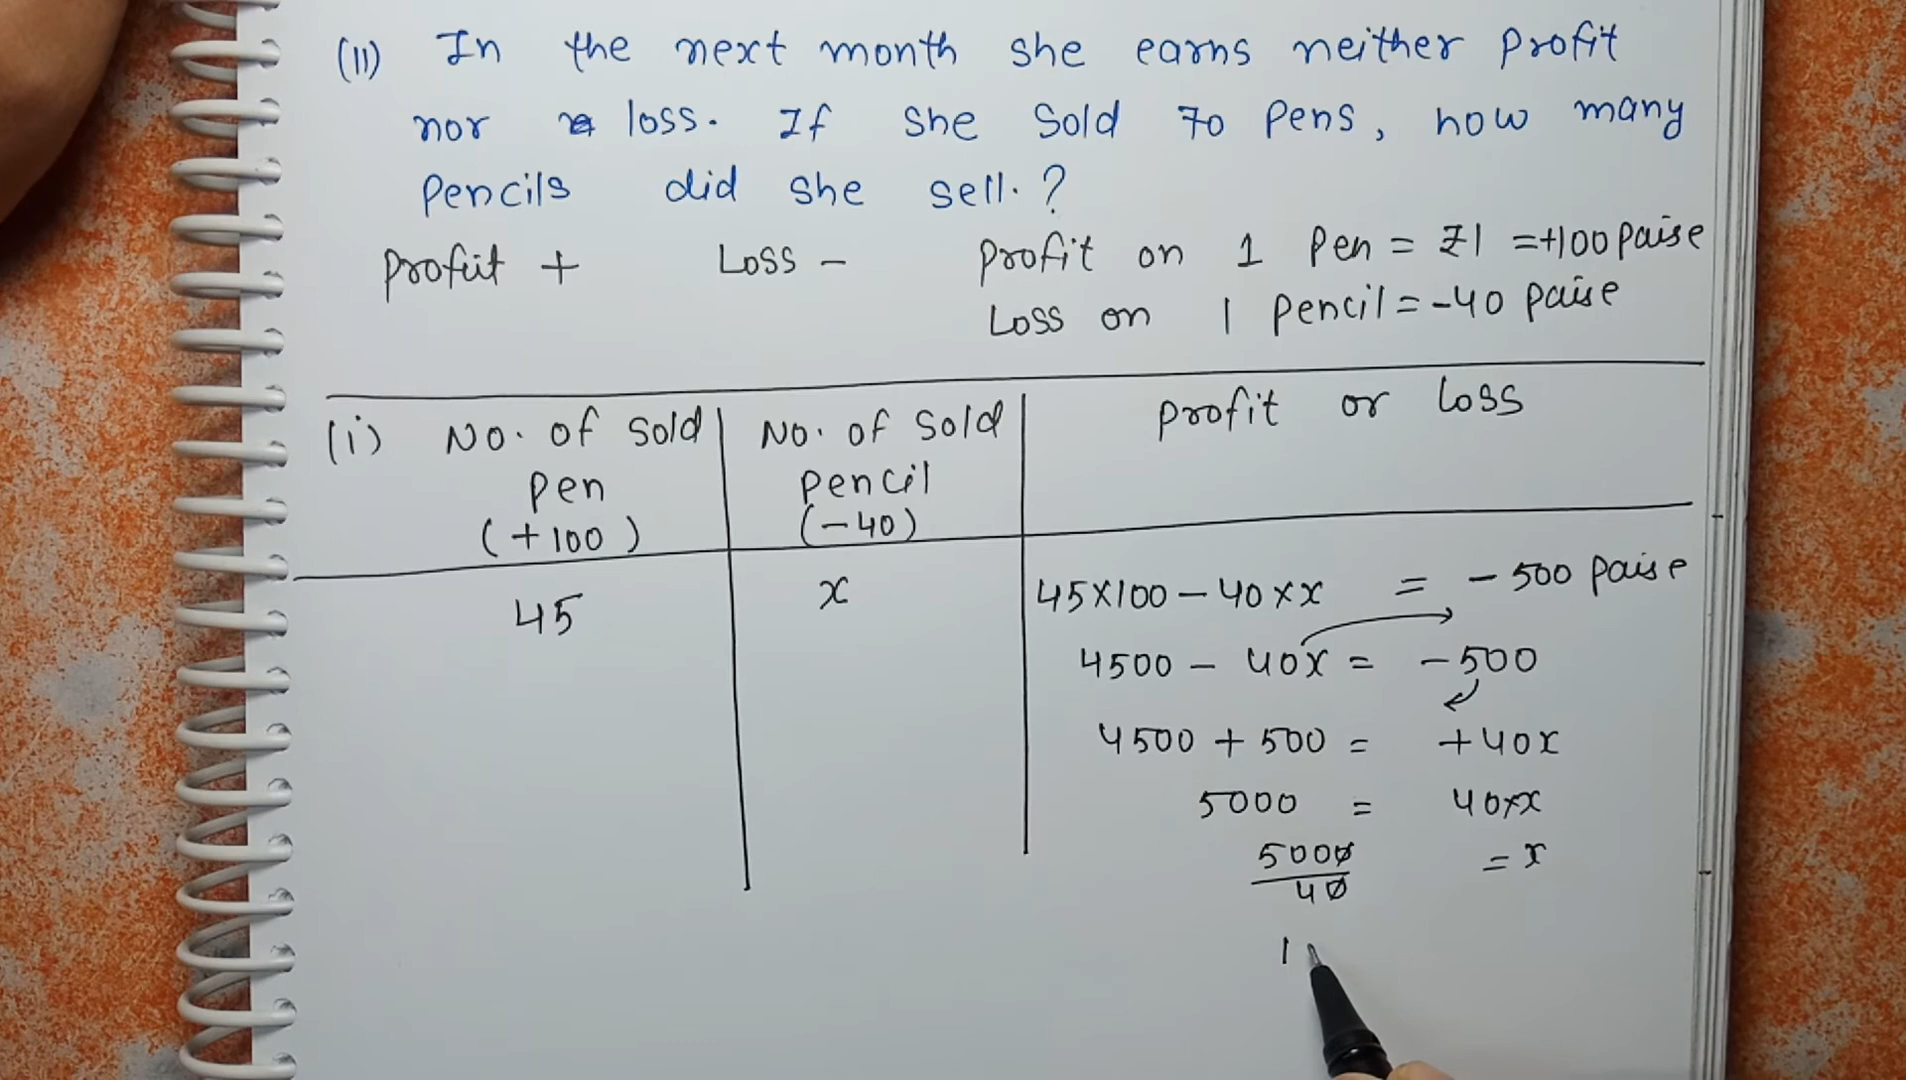 (11) In the next month she earns neither profit
nor loss. If she sold 70 pens, how many
pencils did she sell. ?
profit + Loss - profit on 1 pen = ₹1 = +100 paise
Loss on 1 pencil = -40 paise
(i) No. of sold pen (+100) | No. of sold pencil (-40) | profit or loss
45 | x | 45×100 - 40×x = - 500 paise
4500 - 40x = - 500
4500 + 500 = +40x
5000 = 40×x
5000/40 = x
1